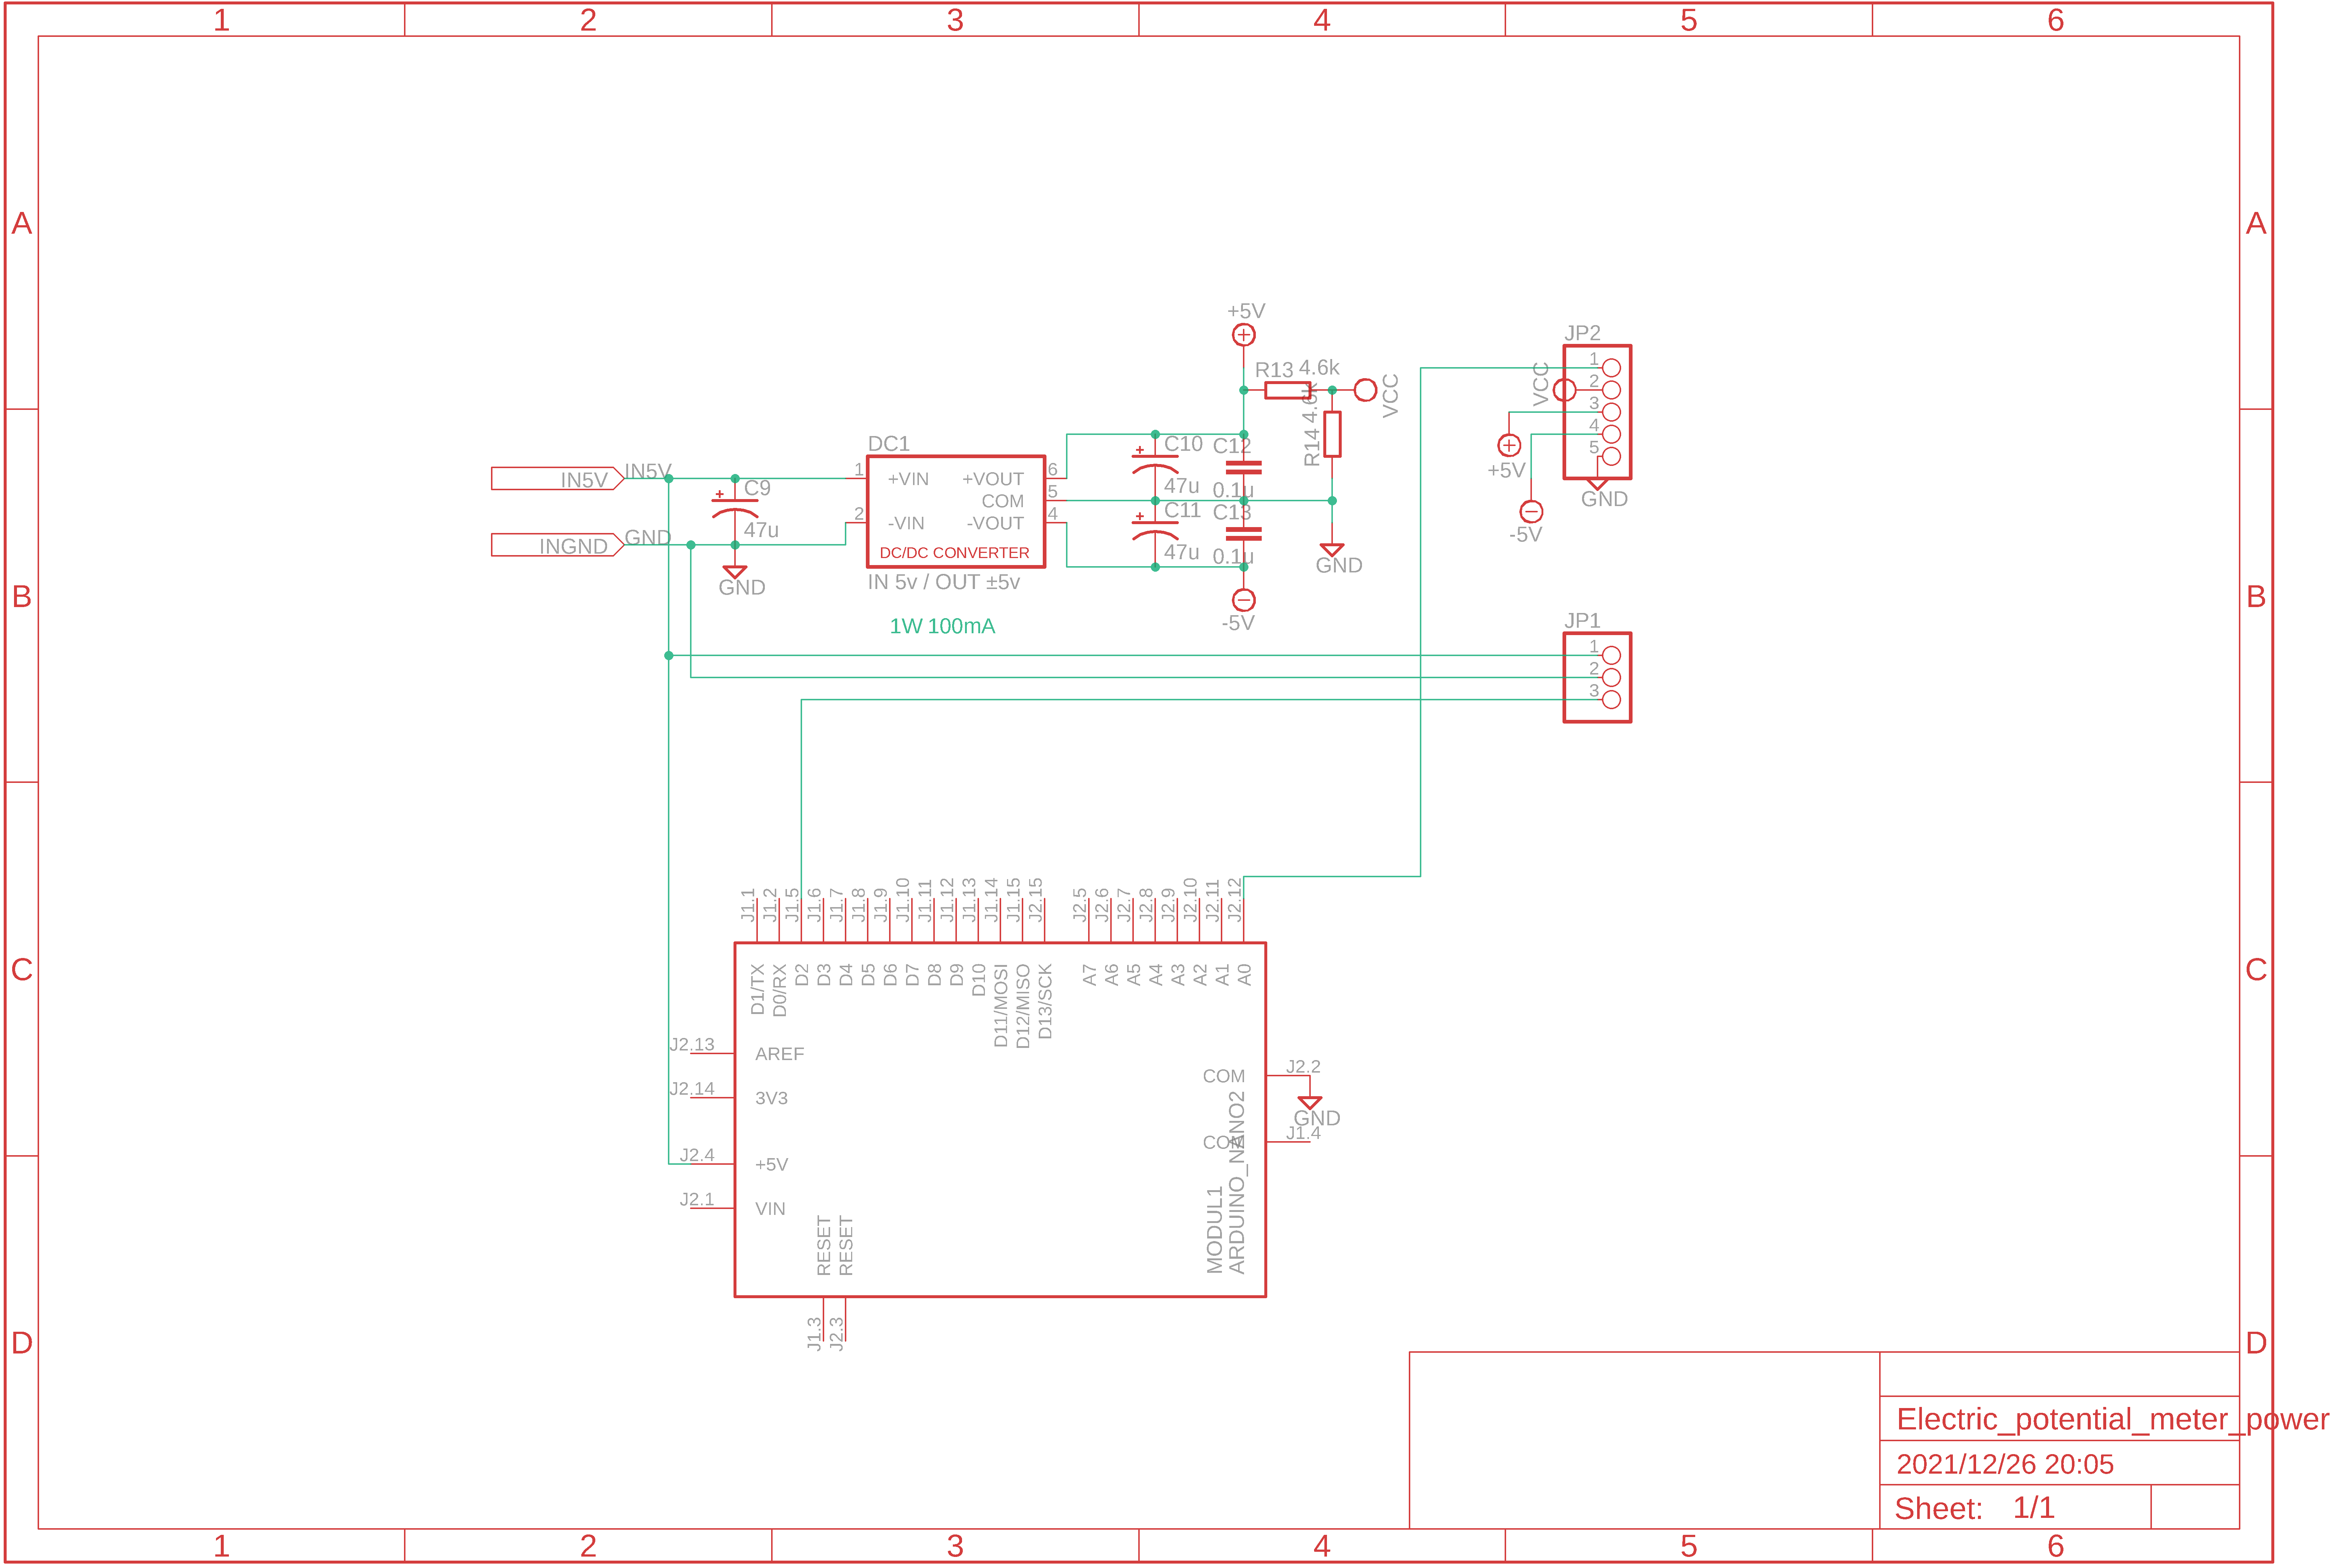 1 2 3 4 5 6
A A
B B
C C
D D
+5V
R13 4.6k
VCC
R14 4.6k
DC1
1 +VIN +VOUT 6
COM 5
2 -VIN -VOUT 4
DC/DC CONVERTER
IN 5v / OUT ±5v
1W 100mA
IN5V IN5V
INGND GND
C9
47u
GND
C10 C12
47u 0.1u
C11 C13
47u 0.1u
GND
-5V
JP2
1
2
3
4
5
VCC
+5V
GND
-5V
JP1
1
2
3
J1.1 J1.2 J1.5 J1.6 J1.7 J1.8 J1.9 J1.10 J1.11 J1.12 J1.13 J1.14 J1.15 J2.15 J2.5 J2.6 J2.7 J2.8 J2.9 J2.10 J2.11 J2.12
D1/TX D0/RX D2 D3 D4 D5 D6 D7 D8 D9 D10 D11/MOSI D12/MISO D13/SCK A7 A6 A5 A4 A3 A2 A1 A0
J2.13 AREF
J2.14 3V3
J2.4 +5V
J2.1 VIN
COM J2.2
GND
COM J1.4
MODUL1
ARDUINO_NANO2
RESET RESET
J1.3 J2.3
Electric_potential_meter_power
2021/12/26 20:05
Sheet: 1/1
1 2 3 4 5 6